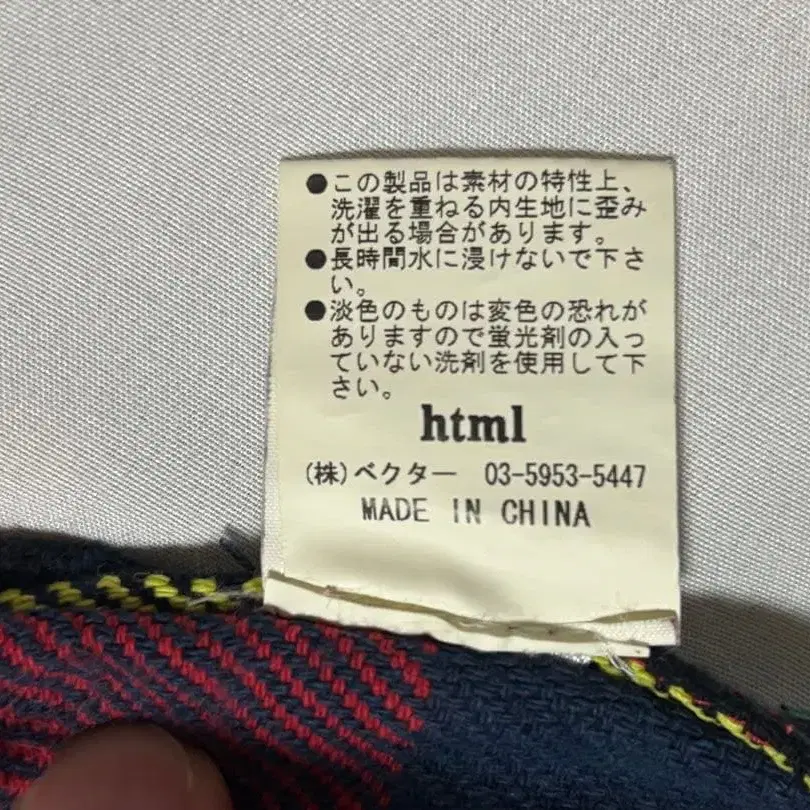 ●この製品は素材の特性上、
洗濯を重ねる内生地に歪み
が出る場合があります。
●長時間水に浸けないで下さ
い。
●淡色のものは変色の恐れが
ありますので蛍光剤の入っ
ていない洗剤を使用して下
さい。
html
(株)ベクター 03-5953-5447
MADE IN CHINA